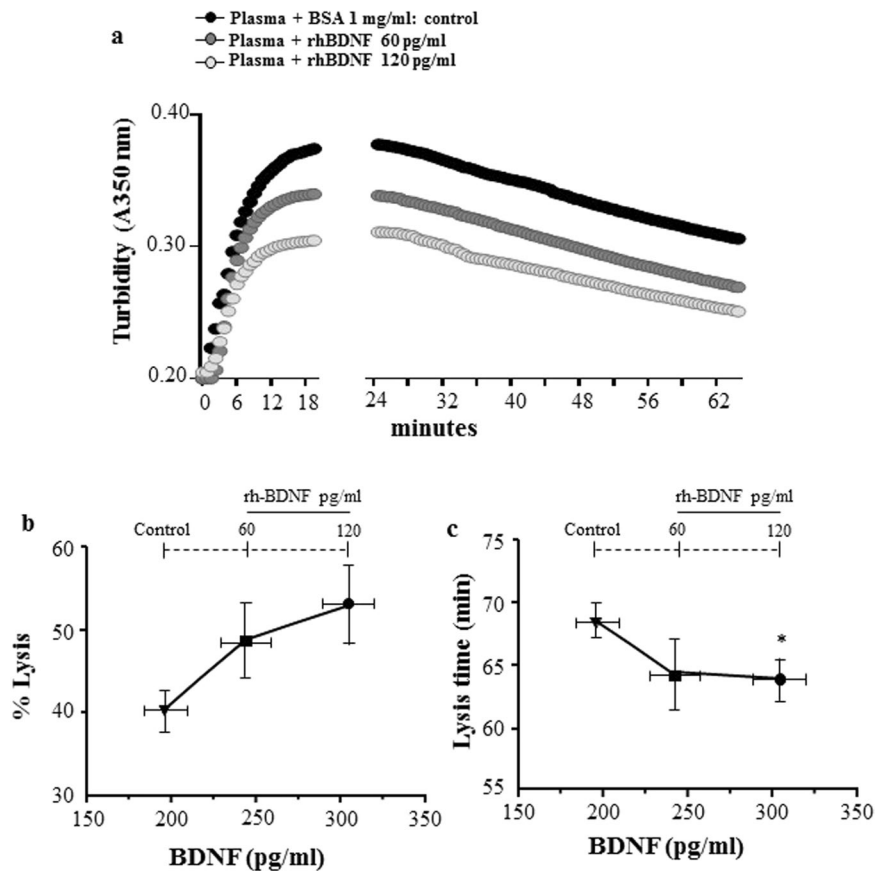 Plasma + BSA 1 mg/ml: control
Plasma + rhBDNF 60 pg/ml
Plasma + rhBDNF 120 pg/ml
a
Turbidity (A350 nm)
0.40
0.30
0.20
0 6 12 18 24 32 40 48 56 62
minutes
b
rh-BDNF pg/ml
Control 60 120
% Lysis
60
50
40
30
150 200 250 300 350
BDNF (pg/ml)
c
rh-BDNF pg/ml
Control 60 120
Lysis time (min)
75
70
65
60
55
*
150 200 250 300 350
BDNF (pg/ml)